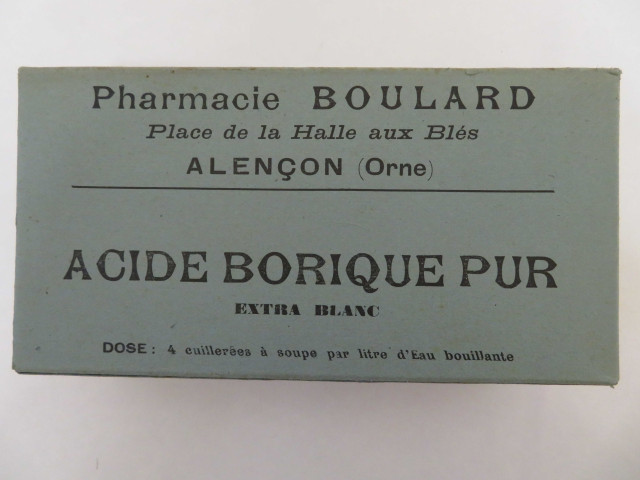 Pharmacie BOULARD
Place de la Halle aux Blés
ALENÇON (Orne)
ACIDE BORIQUE PUR
EXTRA BLANC
DOSE : 4 cuillerées à soupe par litre d'Eau bouillante